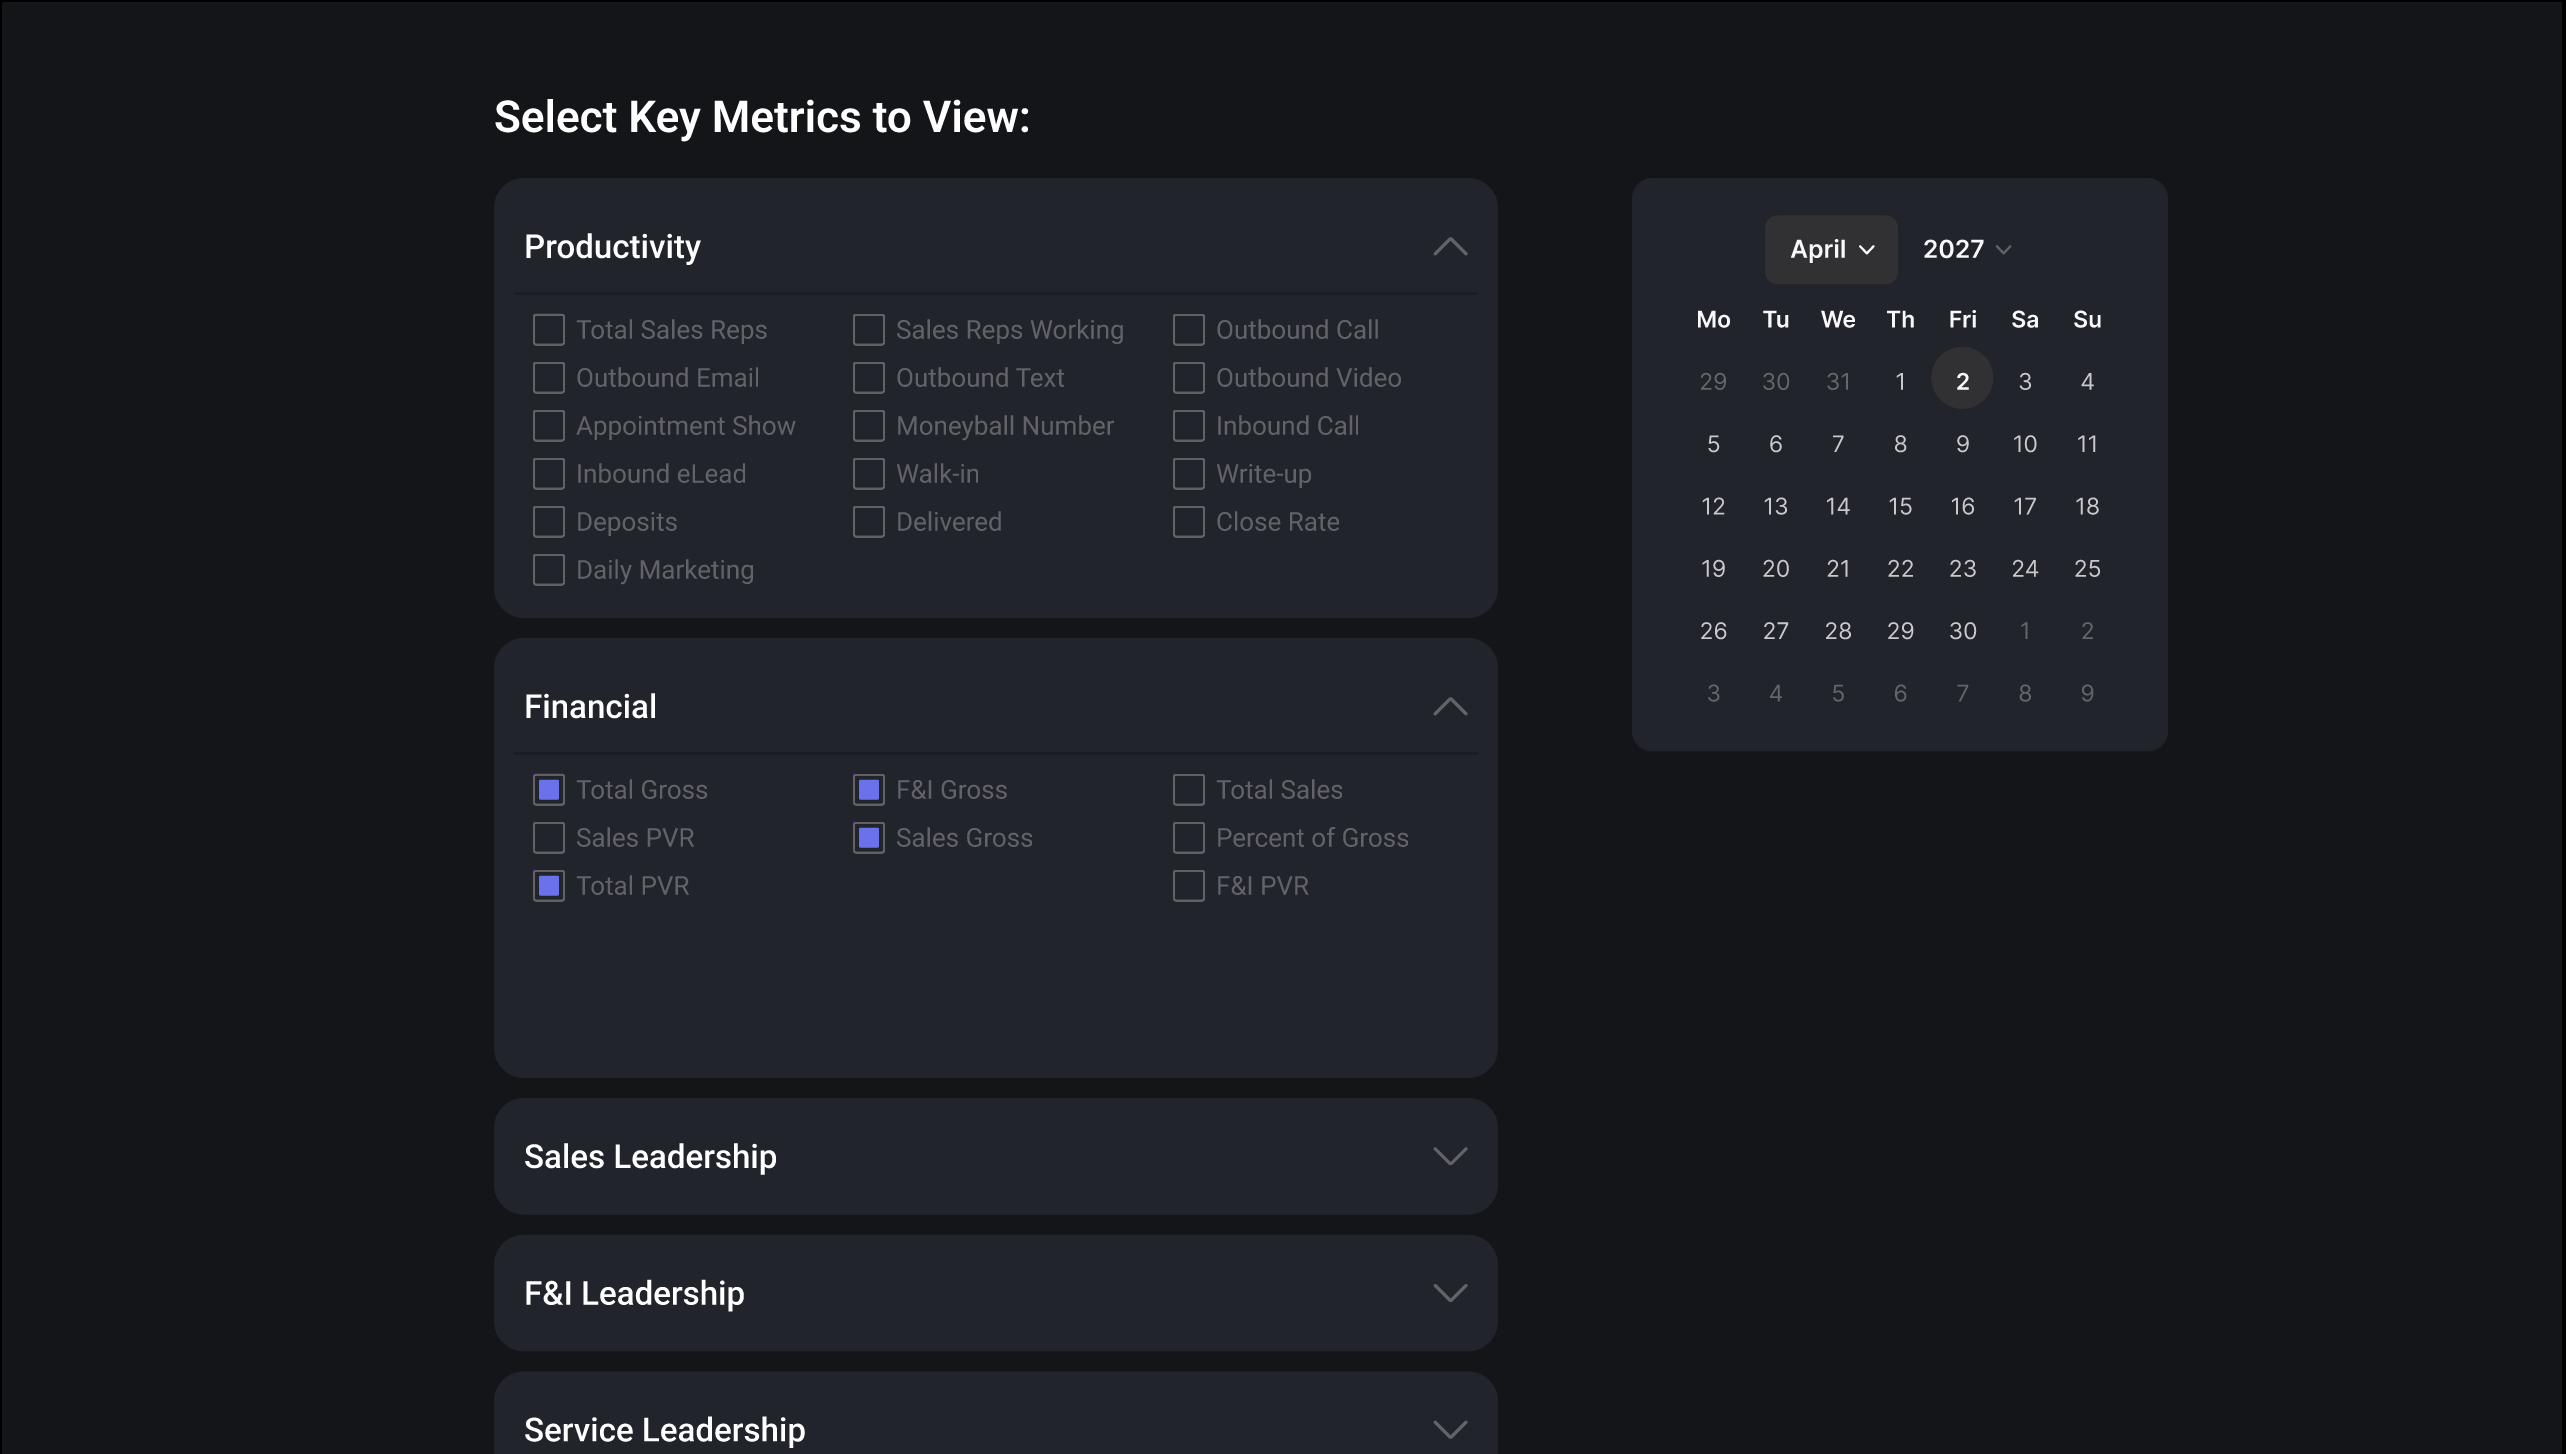 Select Key Metrics to View:
Productivity
Total Sales Reps Sales Reps Working Outbound Call
Outbound Email Outbound Text Outbound Video
Appointment Show Moneyball Number Inbound Call
Inbound eLead Walk-in Write-up
Deposits Delivered Close Rate
Daily Marketing
Financial
Total Gross F&I Gross Total Sales
Sales PVR Sales Gross Percent of Gross
Total PVR F&I PVR
Sales Leadership
F&I Leadership
Service Leadership
April 2027
Mo Tu We Th Fri Sa Su
29 30 31 1 2 3 4
5 6 7 8 9 10 11
12 13 14 15 16 17 18
19 20 21 22 23 24 25
26 27 28 29 30 1 2
3 4 5 6 7 8 9